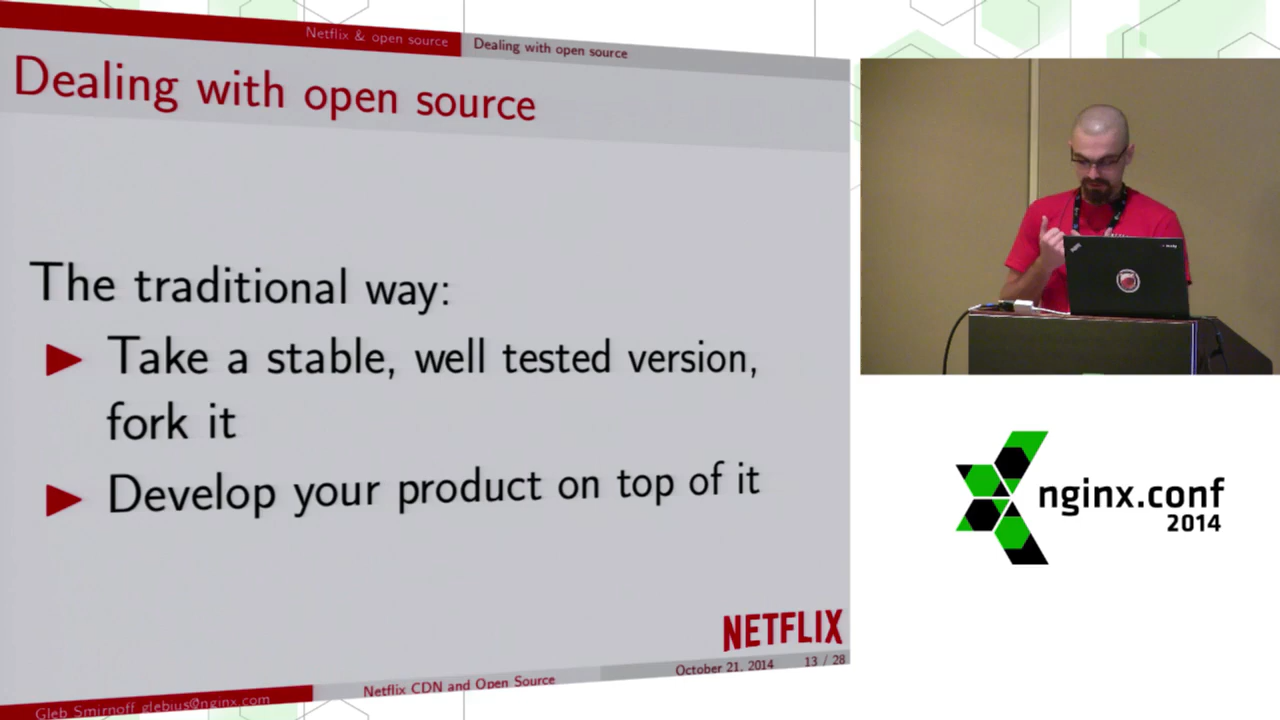 Netflix & open source
Dealing with open source
Dealing with open source
The traditional way:
Take a stable, well tested version,
fork it
Develop your product on top of it
NETFLIX
Gleb Smirnoff glebius@nginx.com
Netflix CDN and Open Source
October 21, 2014
13 / 28
nginx.conf
2014